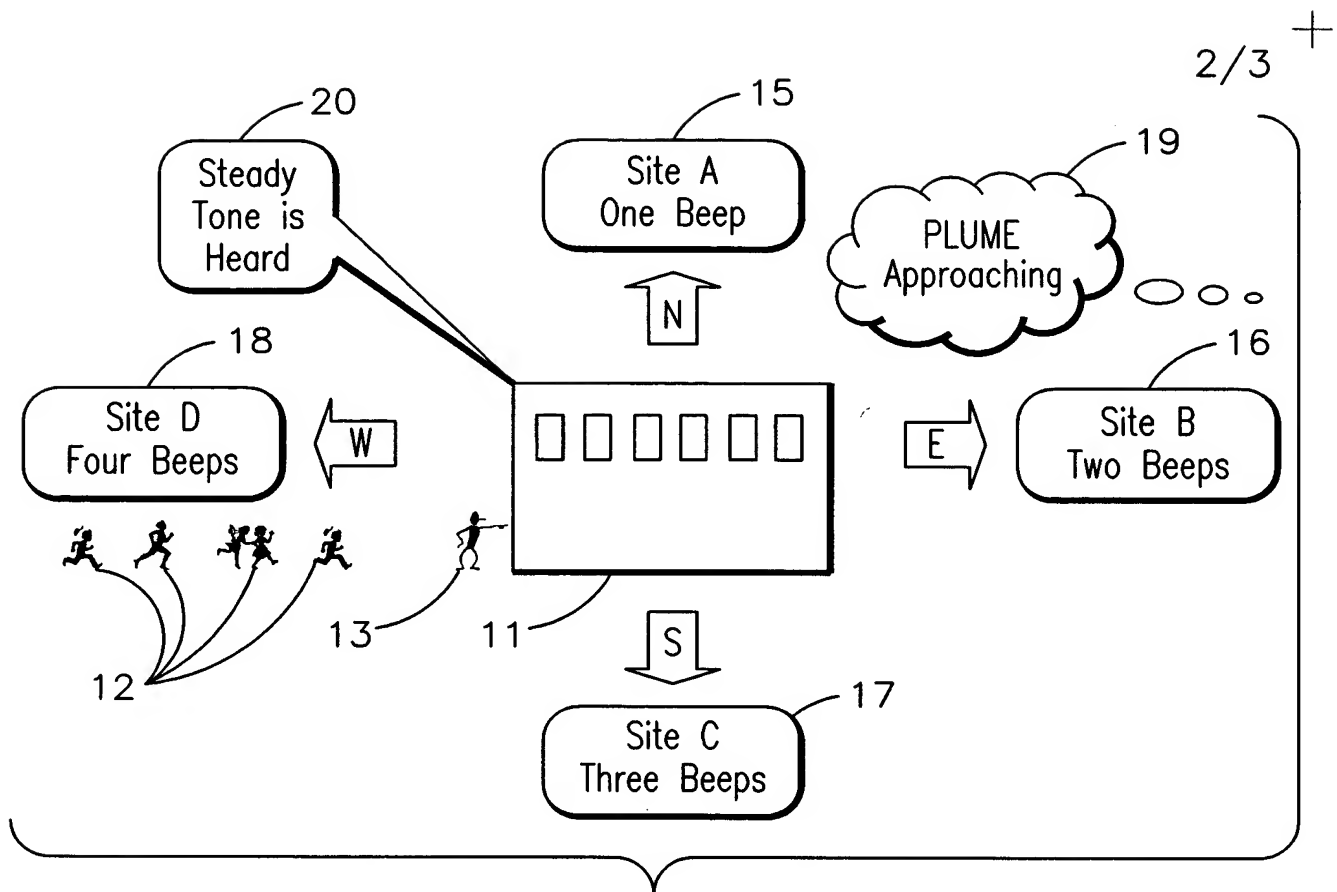 2/3
20
Steady
Tone is
Heard
15
Site A
One Beep
19
PLUME
Approaching
N
18
Site D
Four Beeps
W
E
16
Site B
Two Beeps
12
13
11
S
17
Site C
Three Beeps